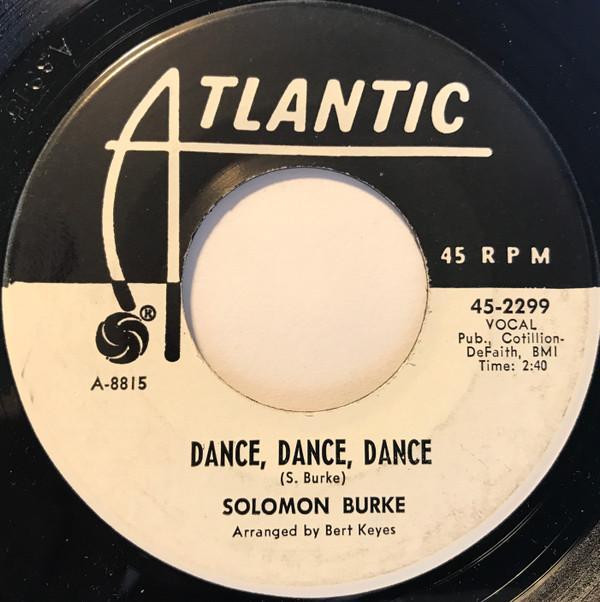 ATLANTIC
45 RPM
®
45-2299
VOCAL
Pub., Cotillion-
DeFaith, BMI
Time: 2:40
A-8815
DANCE, DANCE, DANCE
(S. Burke)
SOLOMON BURKE
Arranged by Bert Keyes